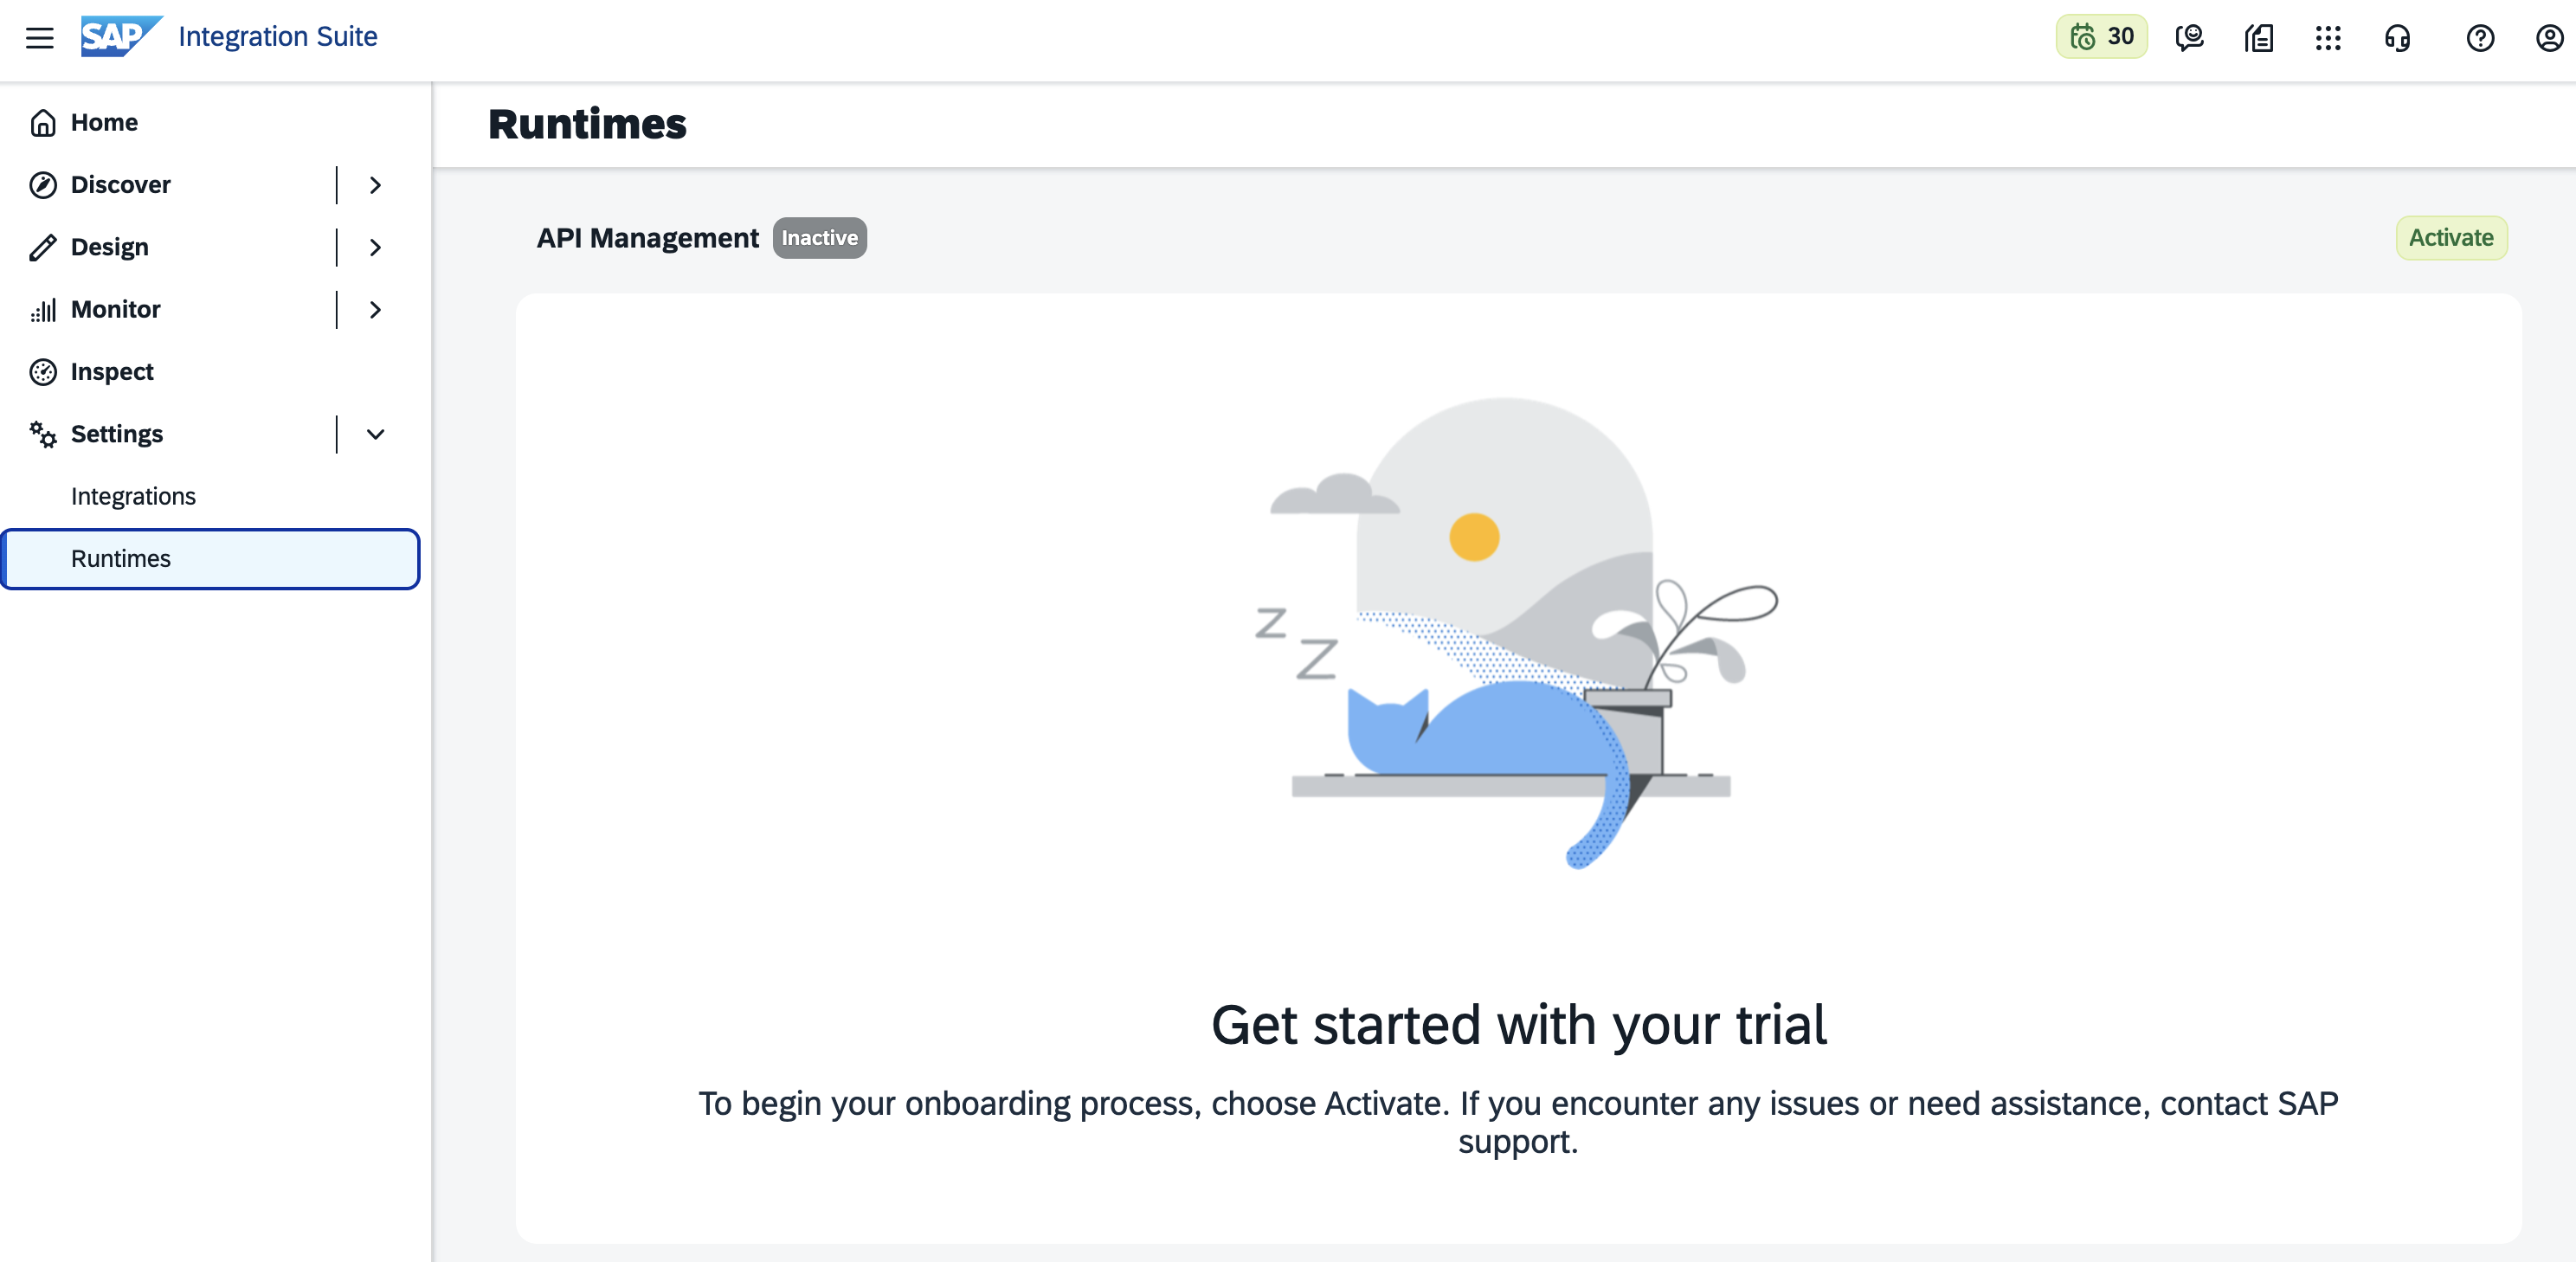 SAP Integration Suite
30
Home
Discover
Design
Monitor
Inspect
Settings
Integrations
Runtimes
Runtimes
API Management Inactive
Activate
z
Z
Get started with your trial
To begin your onboarding process, choose Activate. If you encounter any issues or need assistance, contact SAP
support.